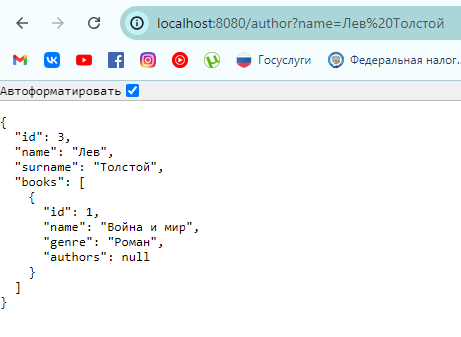 localhost:8080/author?name=Лев%20Толстой
Госуслуги Федеральная налог...
Автоформатировать
{
  "id": 3,
  "name": "Лев",
  "surname": "Толстой",
  "books": [
    {
      "id": 1,
      "name": "Война и мир",
      "genre": "Роман",
      "authors": null
    }
  ]
}